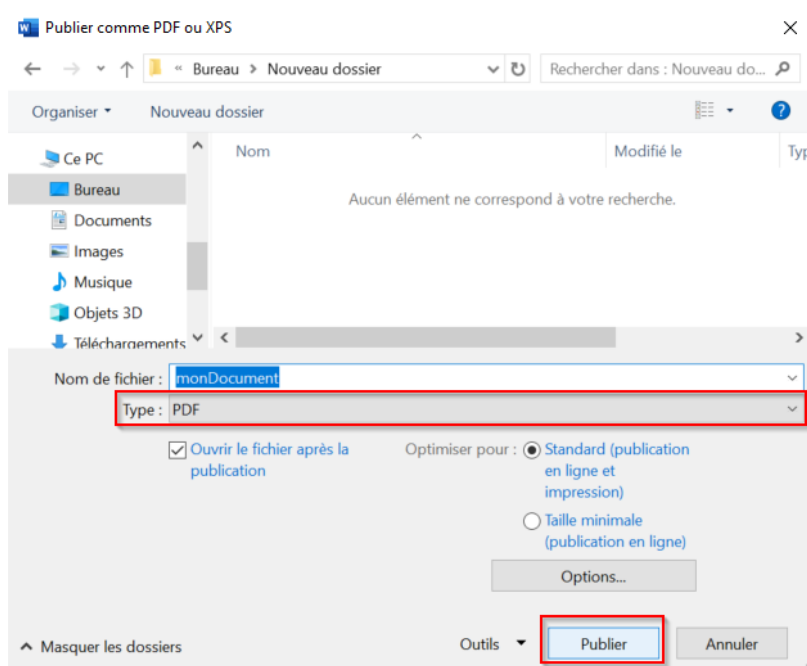 Publier comme PDF ou XPS
« Bureau > Nouveau dossier
Rechercher dans : Nouveau do...
Organiser
Nouveau dossier
Nom
Modifié le
Typ
Ce PC
Bureau
Documents
Images
Musique
Objets 3D
Téléchargements
Aucun élément ne correspond à votre recherche.
Nom de fichier : monDocument
Type : PDF
Ouvrir le fichier après la
publication
Optimiser pour :
Standard (publication
en ligne et
impression)
Taille minimale
(publication en ligne)
Options...
Masquer les dossiers
Outils
Publier
Annuler